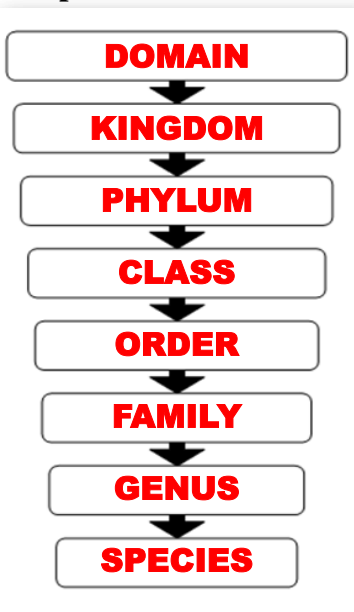 DOMAIN
KINGDOM
PHYLUM
CLASS
ORDER
FAMILY
GENUS
SPECIES